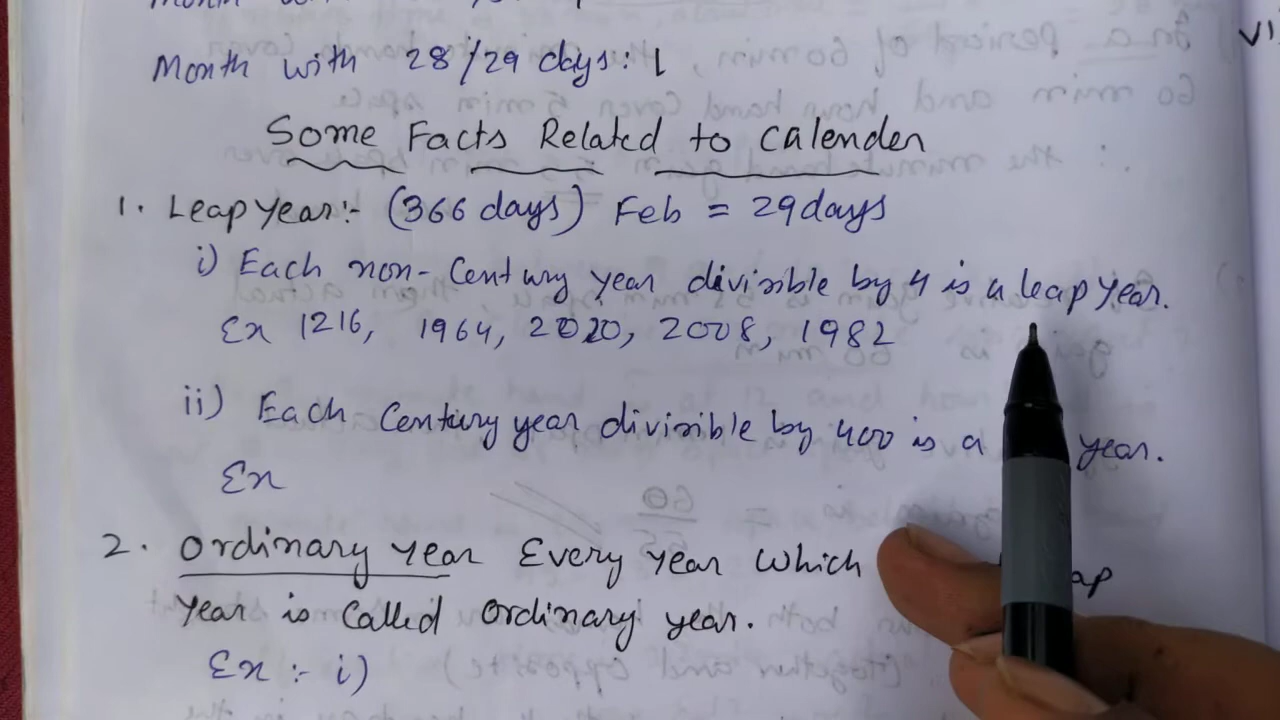 Month with 28/29 days: 1
Some Facts Related to Calender
1. Leap Year:- (366 days) Feb = 29 days
i) Each non-Century year divisible by 4 is a leap year.
Ex 1216, 1964, 2020, 2008, 1982
ii) Each Century year divisible by 400 is a year.
Ex
2. Ordinary year Every year which
year is called ordinary year.
Ex :- i)